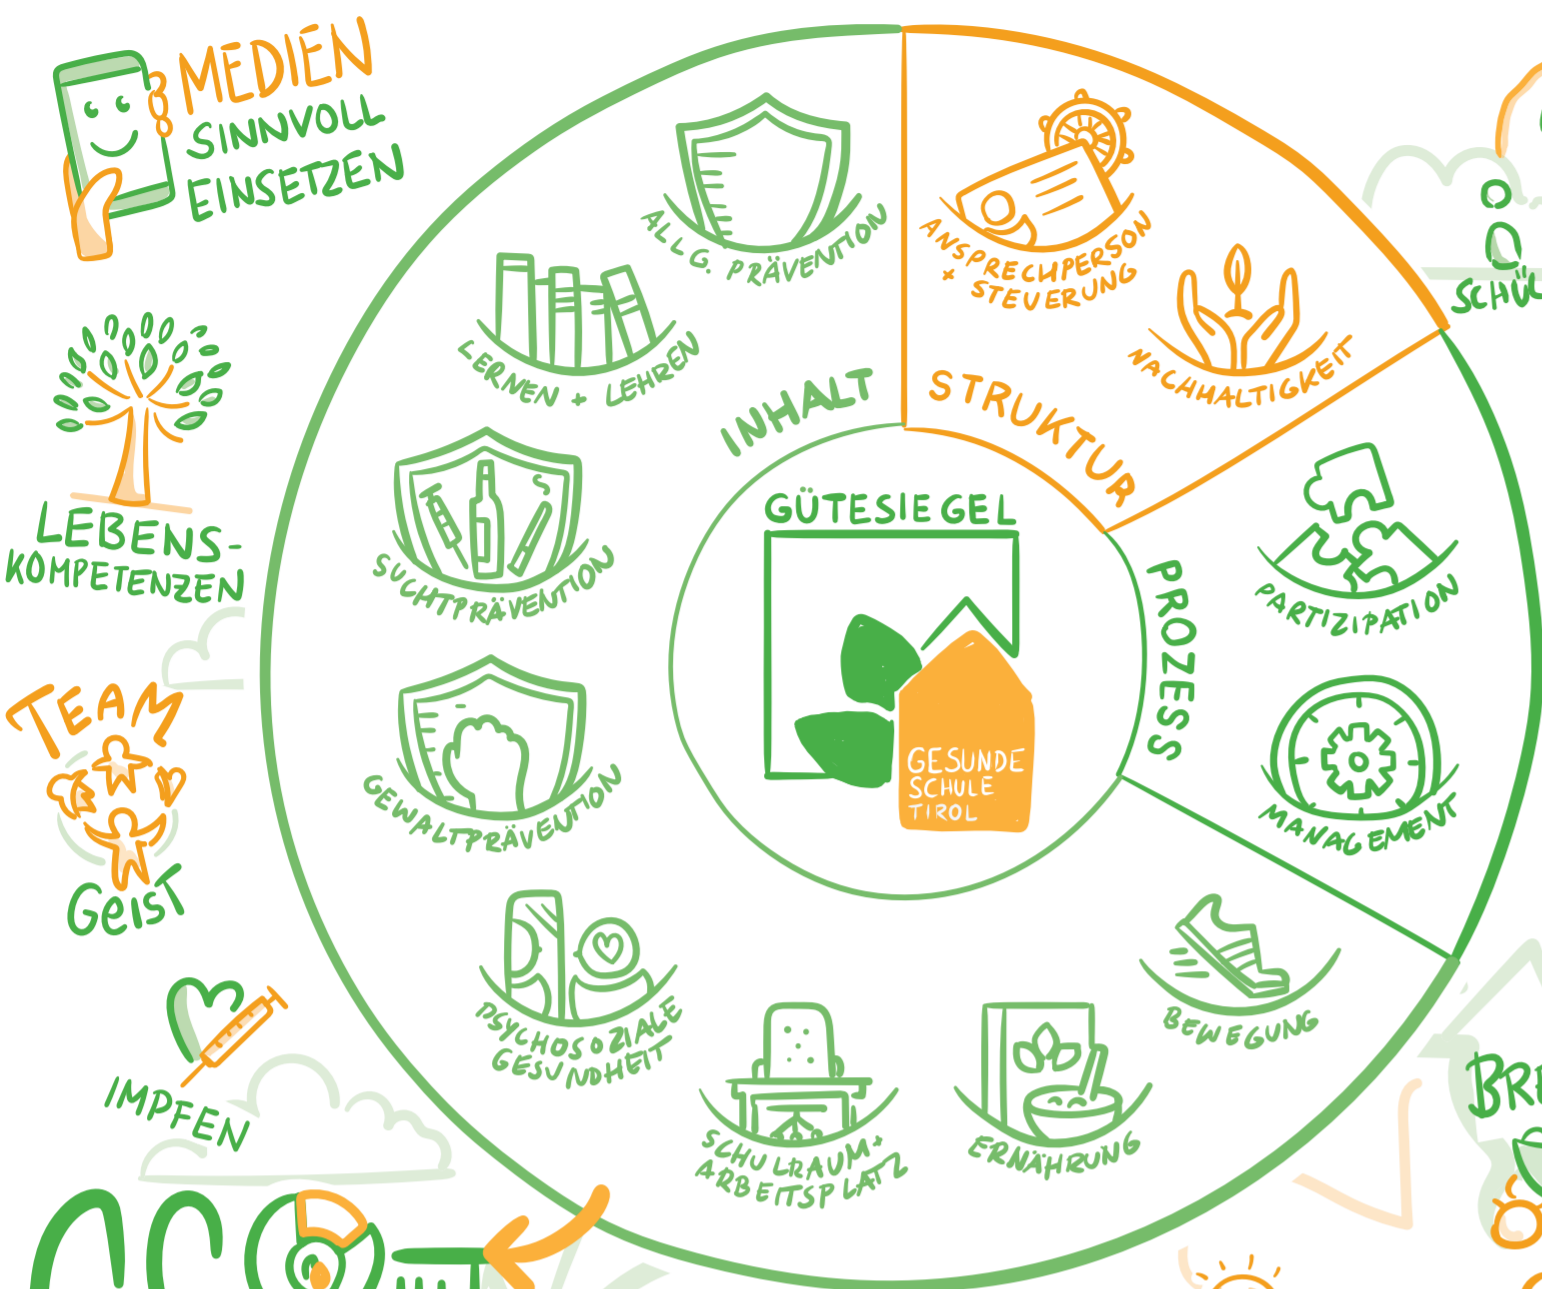 MEDIEN
SINNVOLL
EINSETZEN
LEBENS-
KOMPETENZEN
TEAM
GEIST
IMPFEN
INHALT
ALLG. PRÄVENTION
LERNEN + LEHREN
SUCHTPRÄVENTION
GEWALTPRÄVENTION
PSYCHOSOZIALE
GESUNDHEIT
SCHULRAUM +
ARBEITSPLATZ
ERNÄHRUNG
BEWEGUNG
STRUKTUR
ANSPRECHPERSON
+ STEUERUNG
NACHHALTIGKEIT
PROZESS
PARTIZIPATION
MANAGEMENT
GÜTESIEGEL
GESUNDE
SCHULE
TIROL